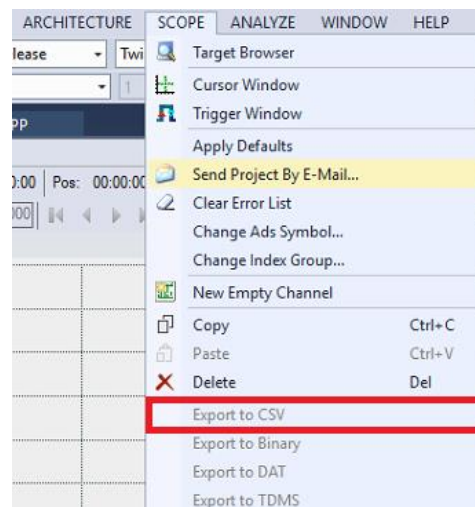 ARCHITECTURE SCOPE ANALYZE WINDOW HELP
lease Twi
Target Browser
1
Cursor Window
Trigger Window
pp
Apply Defaults
0:00 Pos: 00:00:00
Send Project By E-Mail...
000
Clear Error List
Change Ads Symbol...
Change Index Group...
New Empty Channel
Copy Ctrl+C
Paste Ctrl+V
Delete Del
Export to CSV
Export to Binary
Export to DAT
Export to TDMS